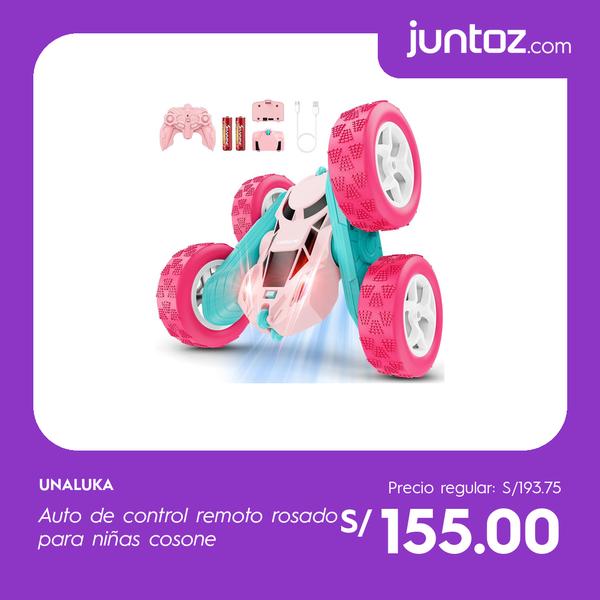 juntoz.com
UNALUKA
Precio regular: S/193.75
Auto de control remoto rosado
para niñas cosone
S/ 155.00